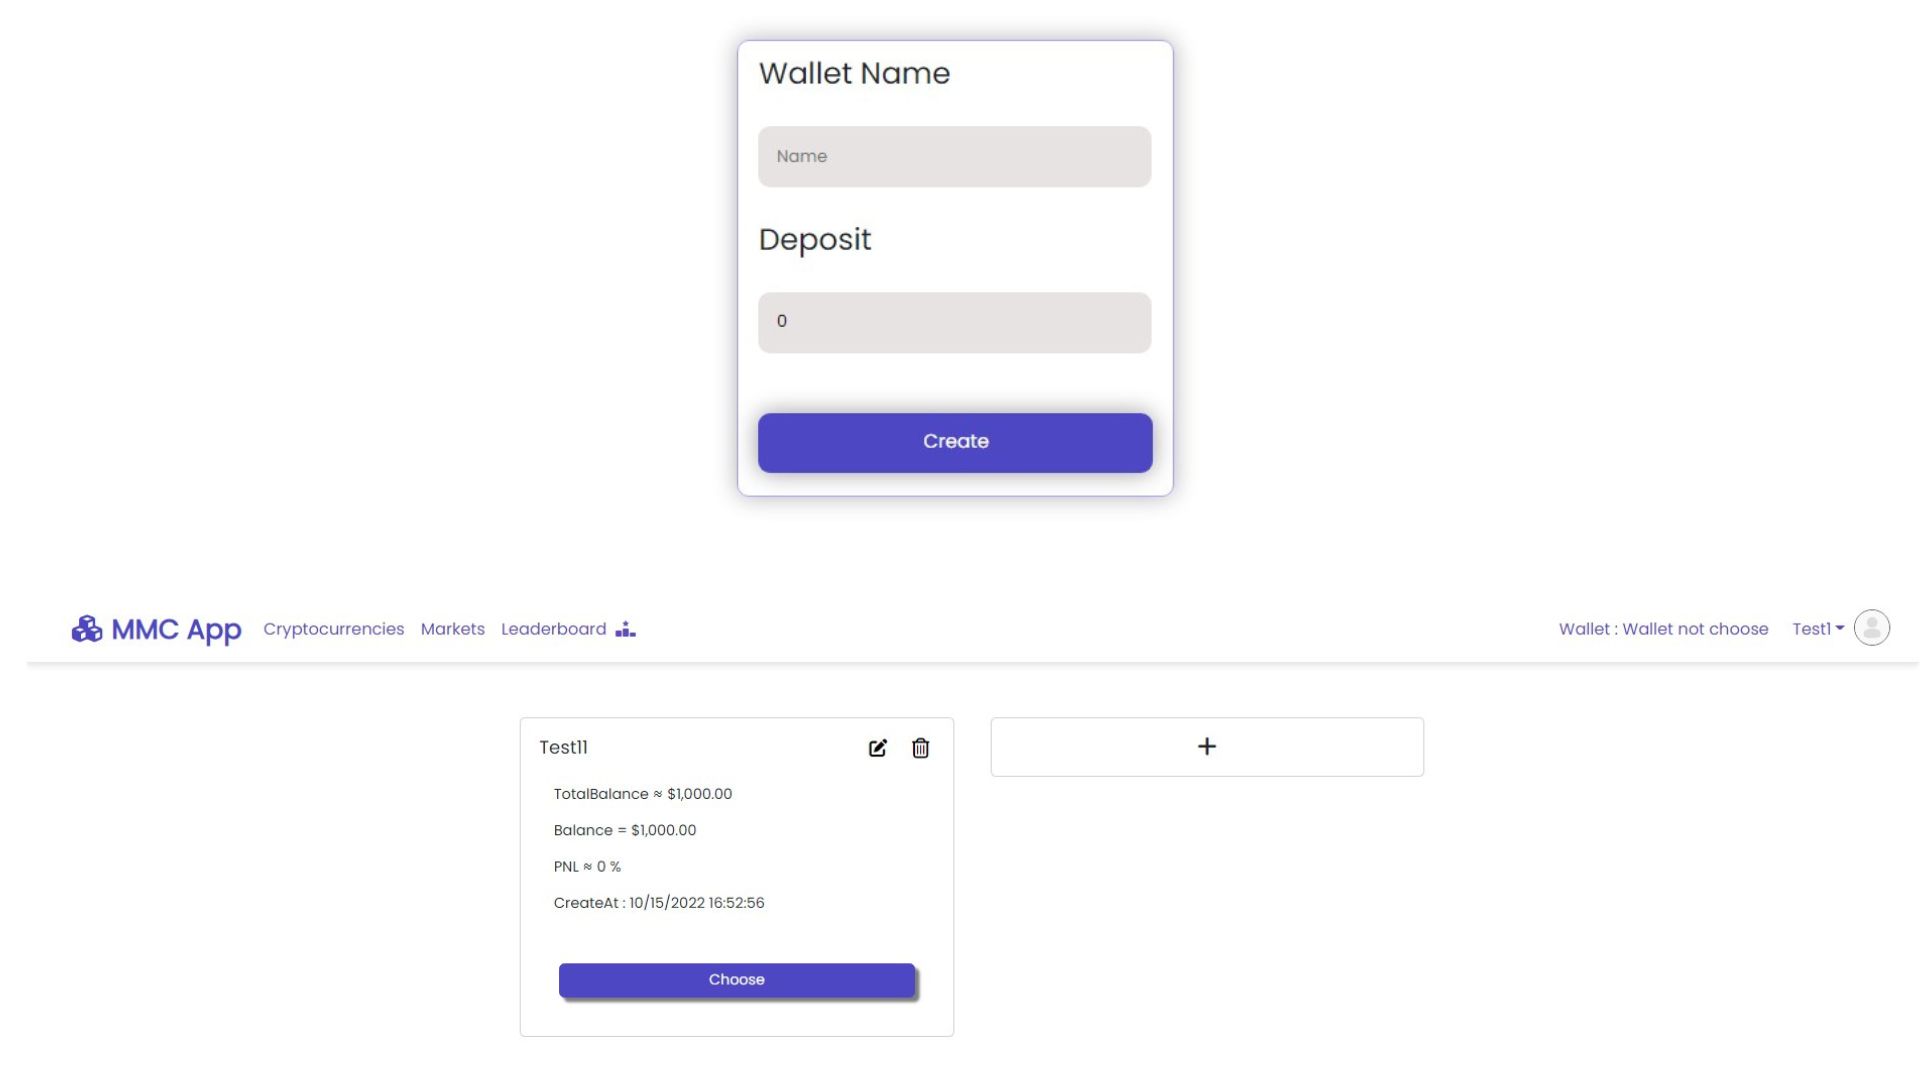 Wallet Name
Name
Deposit
0
Create
MMC App Cryptocurrencies Markets Leaderboard Wallet : Wallet not choose Test1
Test11
+
TotalBalance ≈ $1,000.00
Balance = $1,000.00
PNL ≈ 0 %
CreateAt : 10/15/2022 16:52:56
Choose